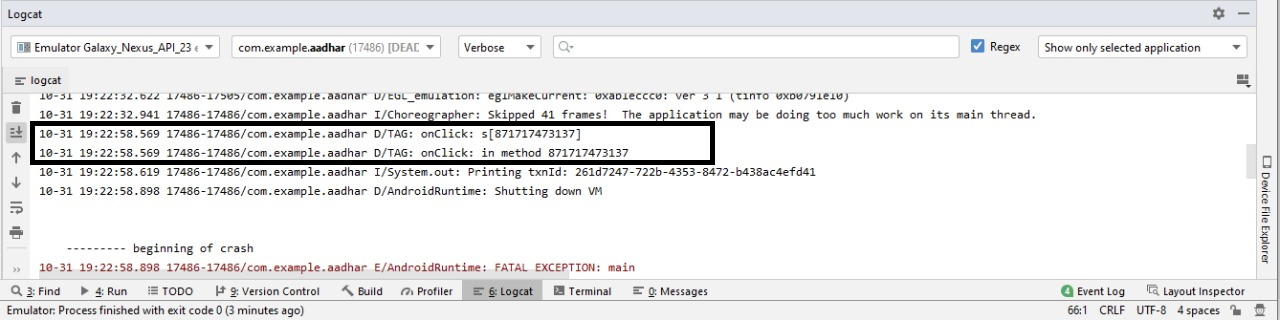 Logcat
Emulator Galaxy_Nexus_API_23 com.example.aadhar (17486) [DEAD Verbose Regex Show only selected application
logcat
10-31 19:22:32.622 17486-17505/com.example.aadhar D/EGL_emulation: eglMakeCurrent: 0xab1eccc0: ver 3 1 (tinfo 0xb0791e10)
10-31 19:22:32.941 17486-17486/com.example.aadhar I/Choreographer: Skipped 41 frames!  The application may be doing too much work on its main thread.
10-31 19:22:58.569 17486-17486/com.example.aadhar D/TAG: onClick: s[871717473137]
10-31 19:22:58.569 17486-17486/com.example.aadhar D/TAG: onClick: in method 871717473137
10-31 19:22:58.619 17486-17486/com.example.aadhar I/System.out: Printing txnId: 261d7247-722b-4353-8472-b438ac4efd41
10-31 19:22:58.898 17486-17486/com.example.aadhar D/AndroidRuntime: Shutting down VM
--------- beginning of crash
10-31 19:22:58.898 17486-17486/com.example.aadhar E/AndroidRuntime: FATAL EXCEPTION: main
Device File Explorer
3: Find 4: Run TODO 9: Version Control Build Profiler 6: Logcat Terminal 0: Messages 4 Event Log Layout Inspector
Emulator: Process finished with exit code 0 (3 minutes ago) 66:1 CRLF UTF-8 4 spaces